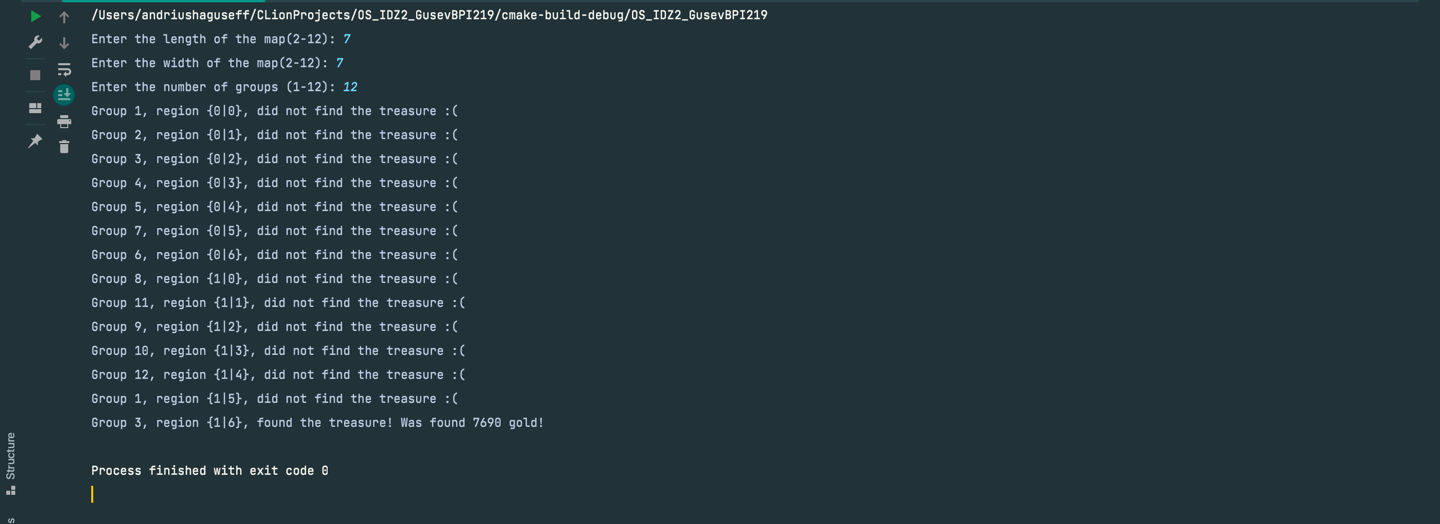 /Users/andriushaguseff/CLionProjects/OS_IDZ2_GusevBPI219/cmake-build-debug/OS_IDZ2_GusevBPI219
Enter the length of the map(2-12): 7
Enter the width of the map(2-12): 7
Enter the number of groups (1-12): 12
Group 1, region {0|0}, did not find the treasure :(
Group 2, region {0|1}, did not find the treasure :(
Group 3, region {0|2}, did not find the treasure :(
Group 4, region {0|3}, did not find the treasure :(
Group 5, region {0|4}, did not find the treasure :(
Group 7, region {0|5}, did not find the treasure :(
Group 6, region {0|6}, did not find the treasure :(
Group 8, region {1|0}, did not find the treasure :(
Group 11, region {1|1}, did not find the treasure :(
Group 9, region {1|2}, did not find the treasure :(
Group 10, region {1|3}, did not find the treasure :(
Group 12, region {1|4}, did not find the treasure :(
Group 1, region {1|5}, did not find the treasure :(
Group 3, region {1|6}, found the treasure! Was found 7690 gold!
Process finished with exit code 0
Structure